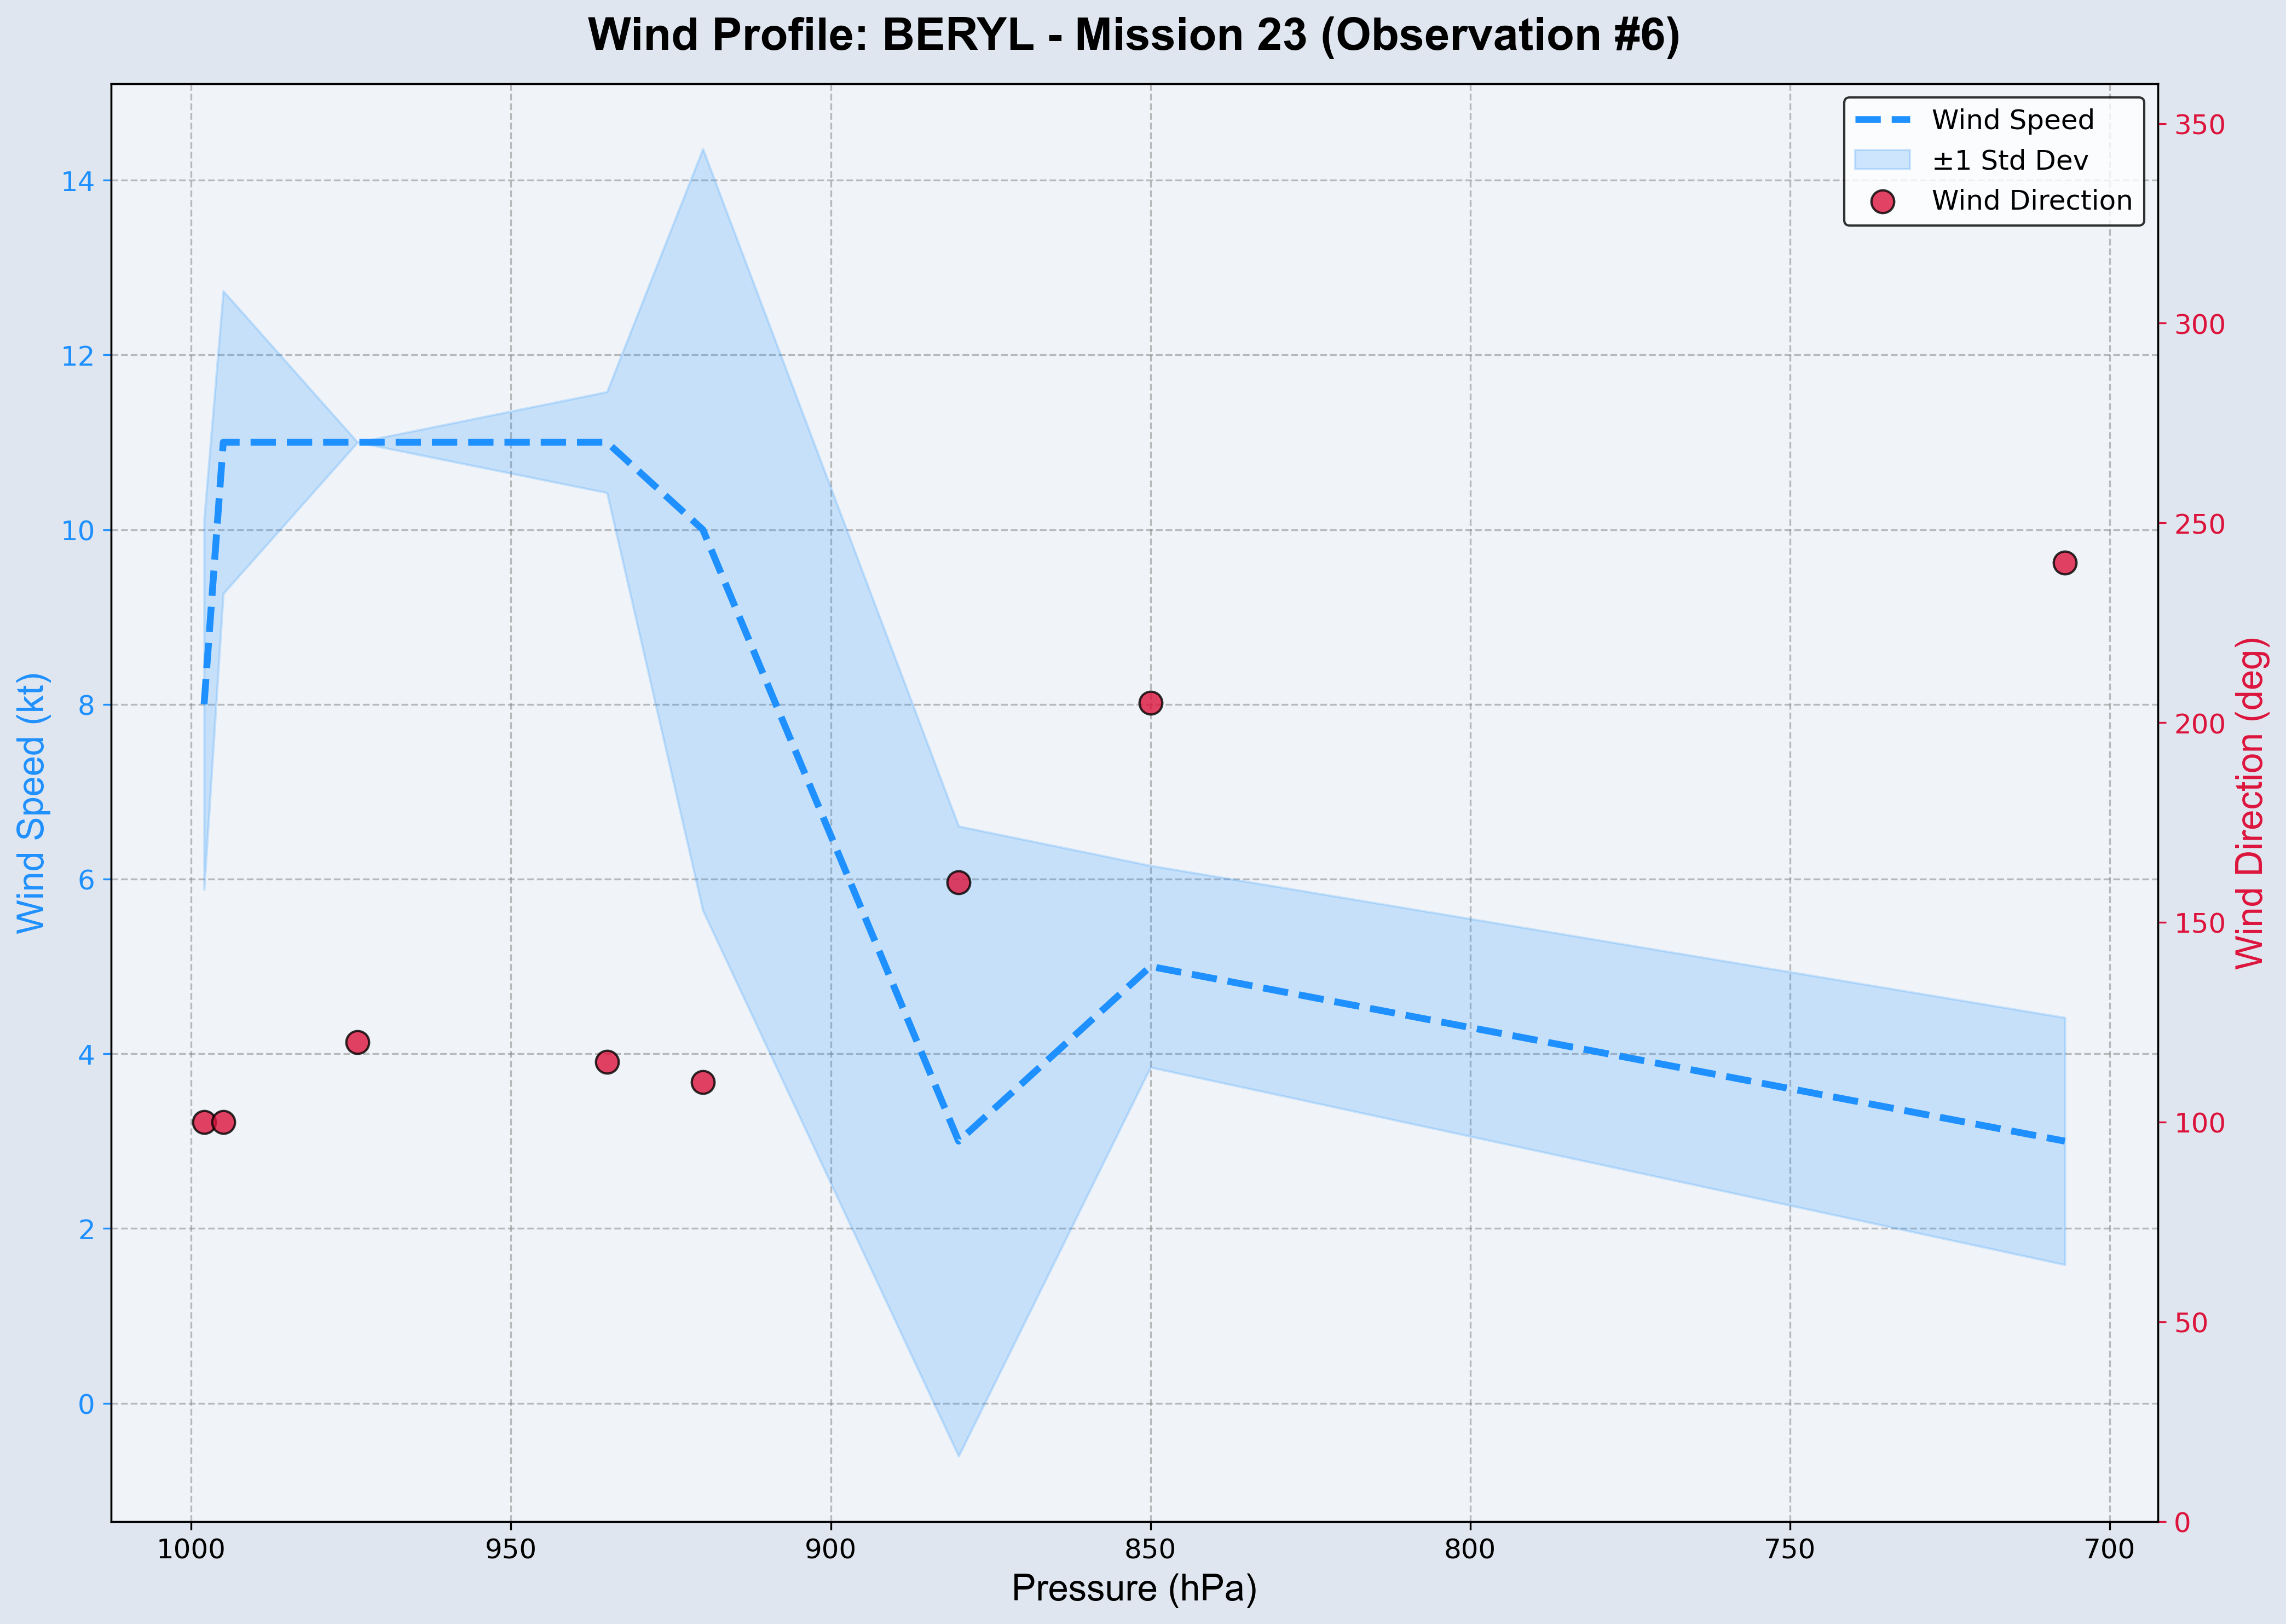 Wind Profile: BERYL - Mission 23 (Observation #6)
Wind Speed
±1 Std Dev
Wind Direction
Wind Speed (kt)
14
12
10
8
6
4
2
0
350
300
250
200
150
100
50
0
Wind Direction (deg)
1000 950 900 850 800 750 700
Pressure (hPa)